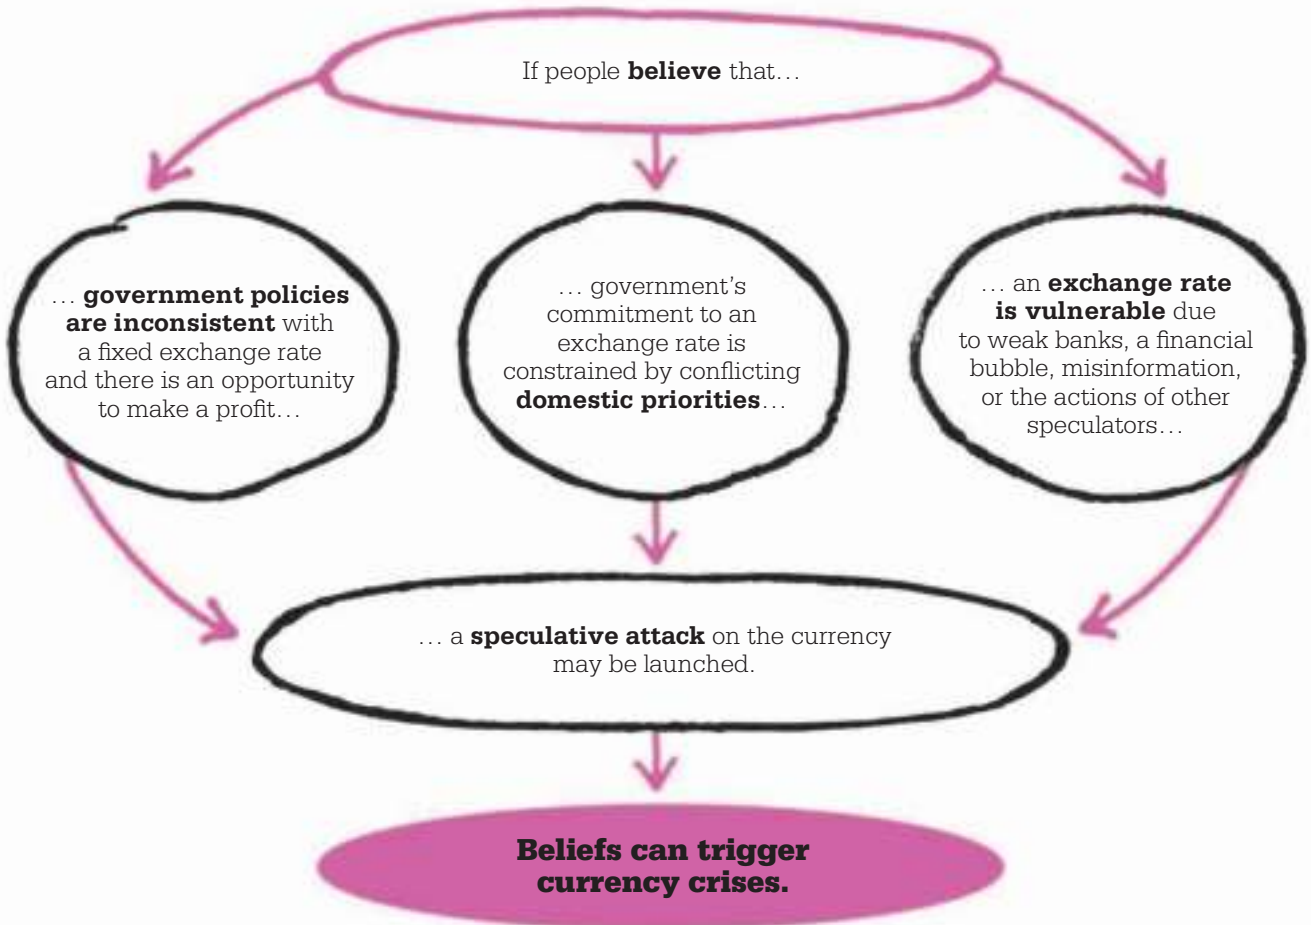 If people believe that…
… government policies
are inconsistent with
a fixed exchange rate
and there is an opportunity
to make a profit…
… government’s
commitment to an
exchange rate is
constrained by conflicting
domestic priorities…
… an exchange rate
is vulnerable due
to weak banks, a financial
bubble, misinformation,
or the actions of other
speculators…
… a speculative attack on the currency
may be launched.
Beliefs can trigger
currency crises.